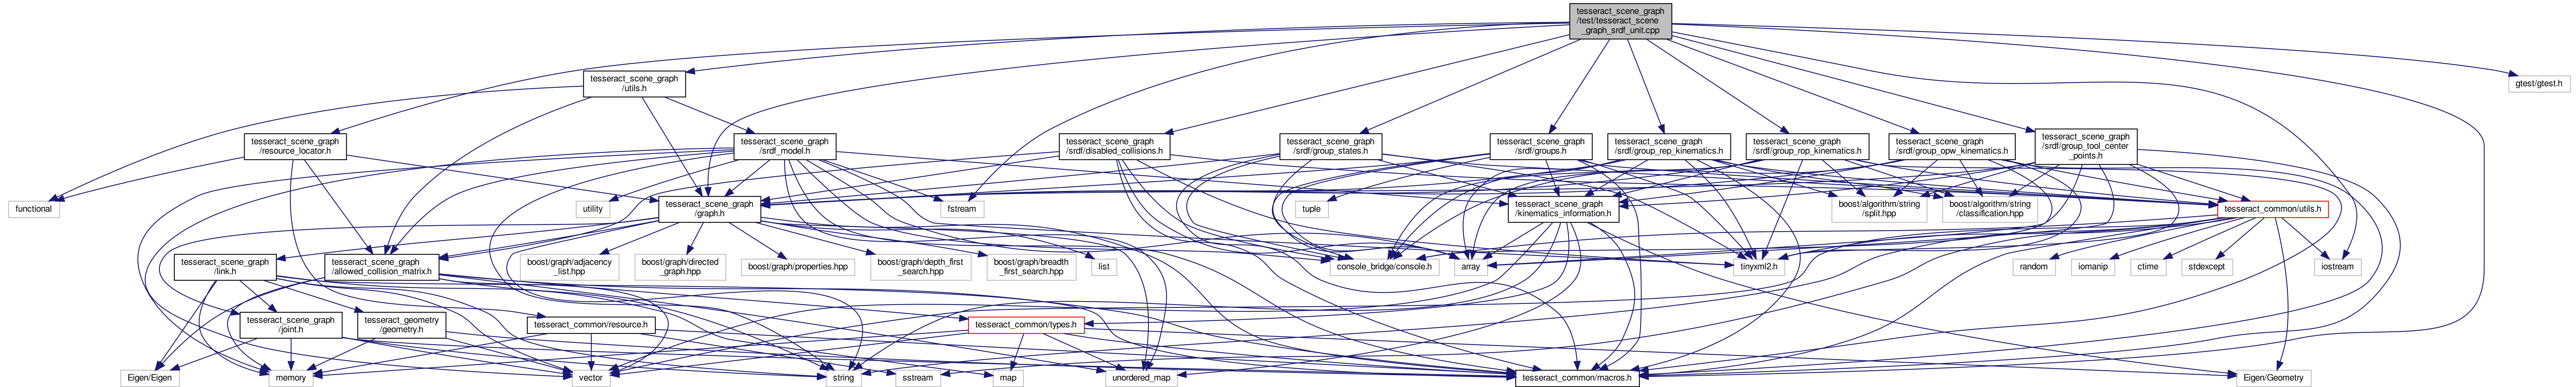 tesseract_scene_graph
/test/tesseract_scene
_graph_srdf_unit.cpp
tesseract_scene_graph
/utils.h
gtest/gtest.h
tesseract_scene_graph
/resource_locator.h
tesseract_scene_graph
/srdf_model.h
tesseract_scene_graph
/srdf/disabled_collisions.h
tesseract_scene_graph
/srdf/group_states.h
tesseract_scene_graph
/srdf/groups.h
tesseract_scene_graph
/srdf/group_rep_kinematics.h
tesseract_scene_graph
/srdf/group_rop_kinematics.h
tesseract_scene_graph
/srdf/group_opw_kinematics.h
tesseract_scene_graph
/srdf/group_tool_center
_points.h
functional
utility
tesseract_scene_graph
/graph.h
fstream
tuple
tesseract_scene_graph
/kinematics_information.h
boost/algorithm/string
/split.hpp
boost/algorithm/string
/classification.hpp
tesseract_common/utils.h
tesseract_scene_graph
/link.h
tesseract_scene_graph
/allowed_collision_matrix.h
boost/graph/adjacency
_list.hpp
boost/graph/directed
_graph.hpp
boost/graph/properties.hpp
boost/graph/depth_first
_search.hpp
boost/graph/breadth
_first_search.hpp
list
console_bridge/console.h
array
tinyxml2.h
random
iomanip
ctime
stdexcept
iostream
tesseract_scene_graph
/joint.h
tesseract_geometry
/geometry.h
tesseract_common/resource.h
tesseract_common/types.h
Eigen/Eigen
memory
vector
string
sstream
map
unordered_map
tesseract_common/macros.h
Eigen/Geometry